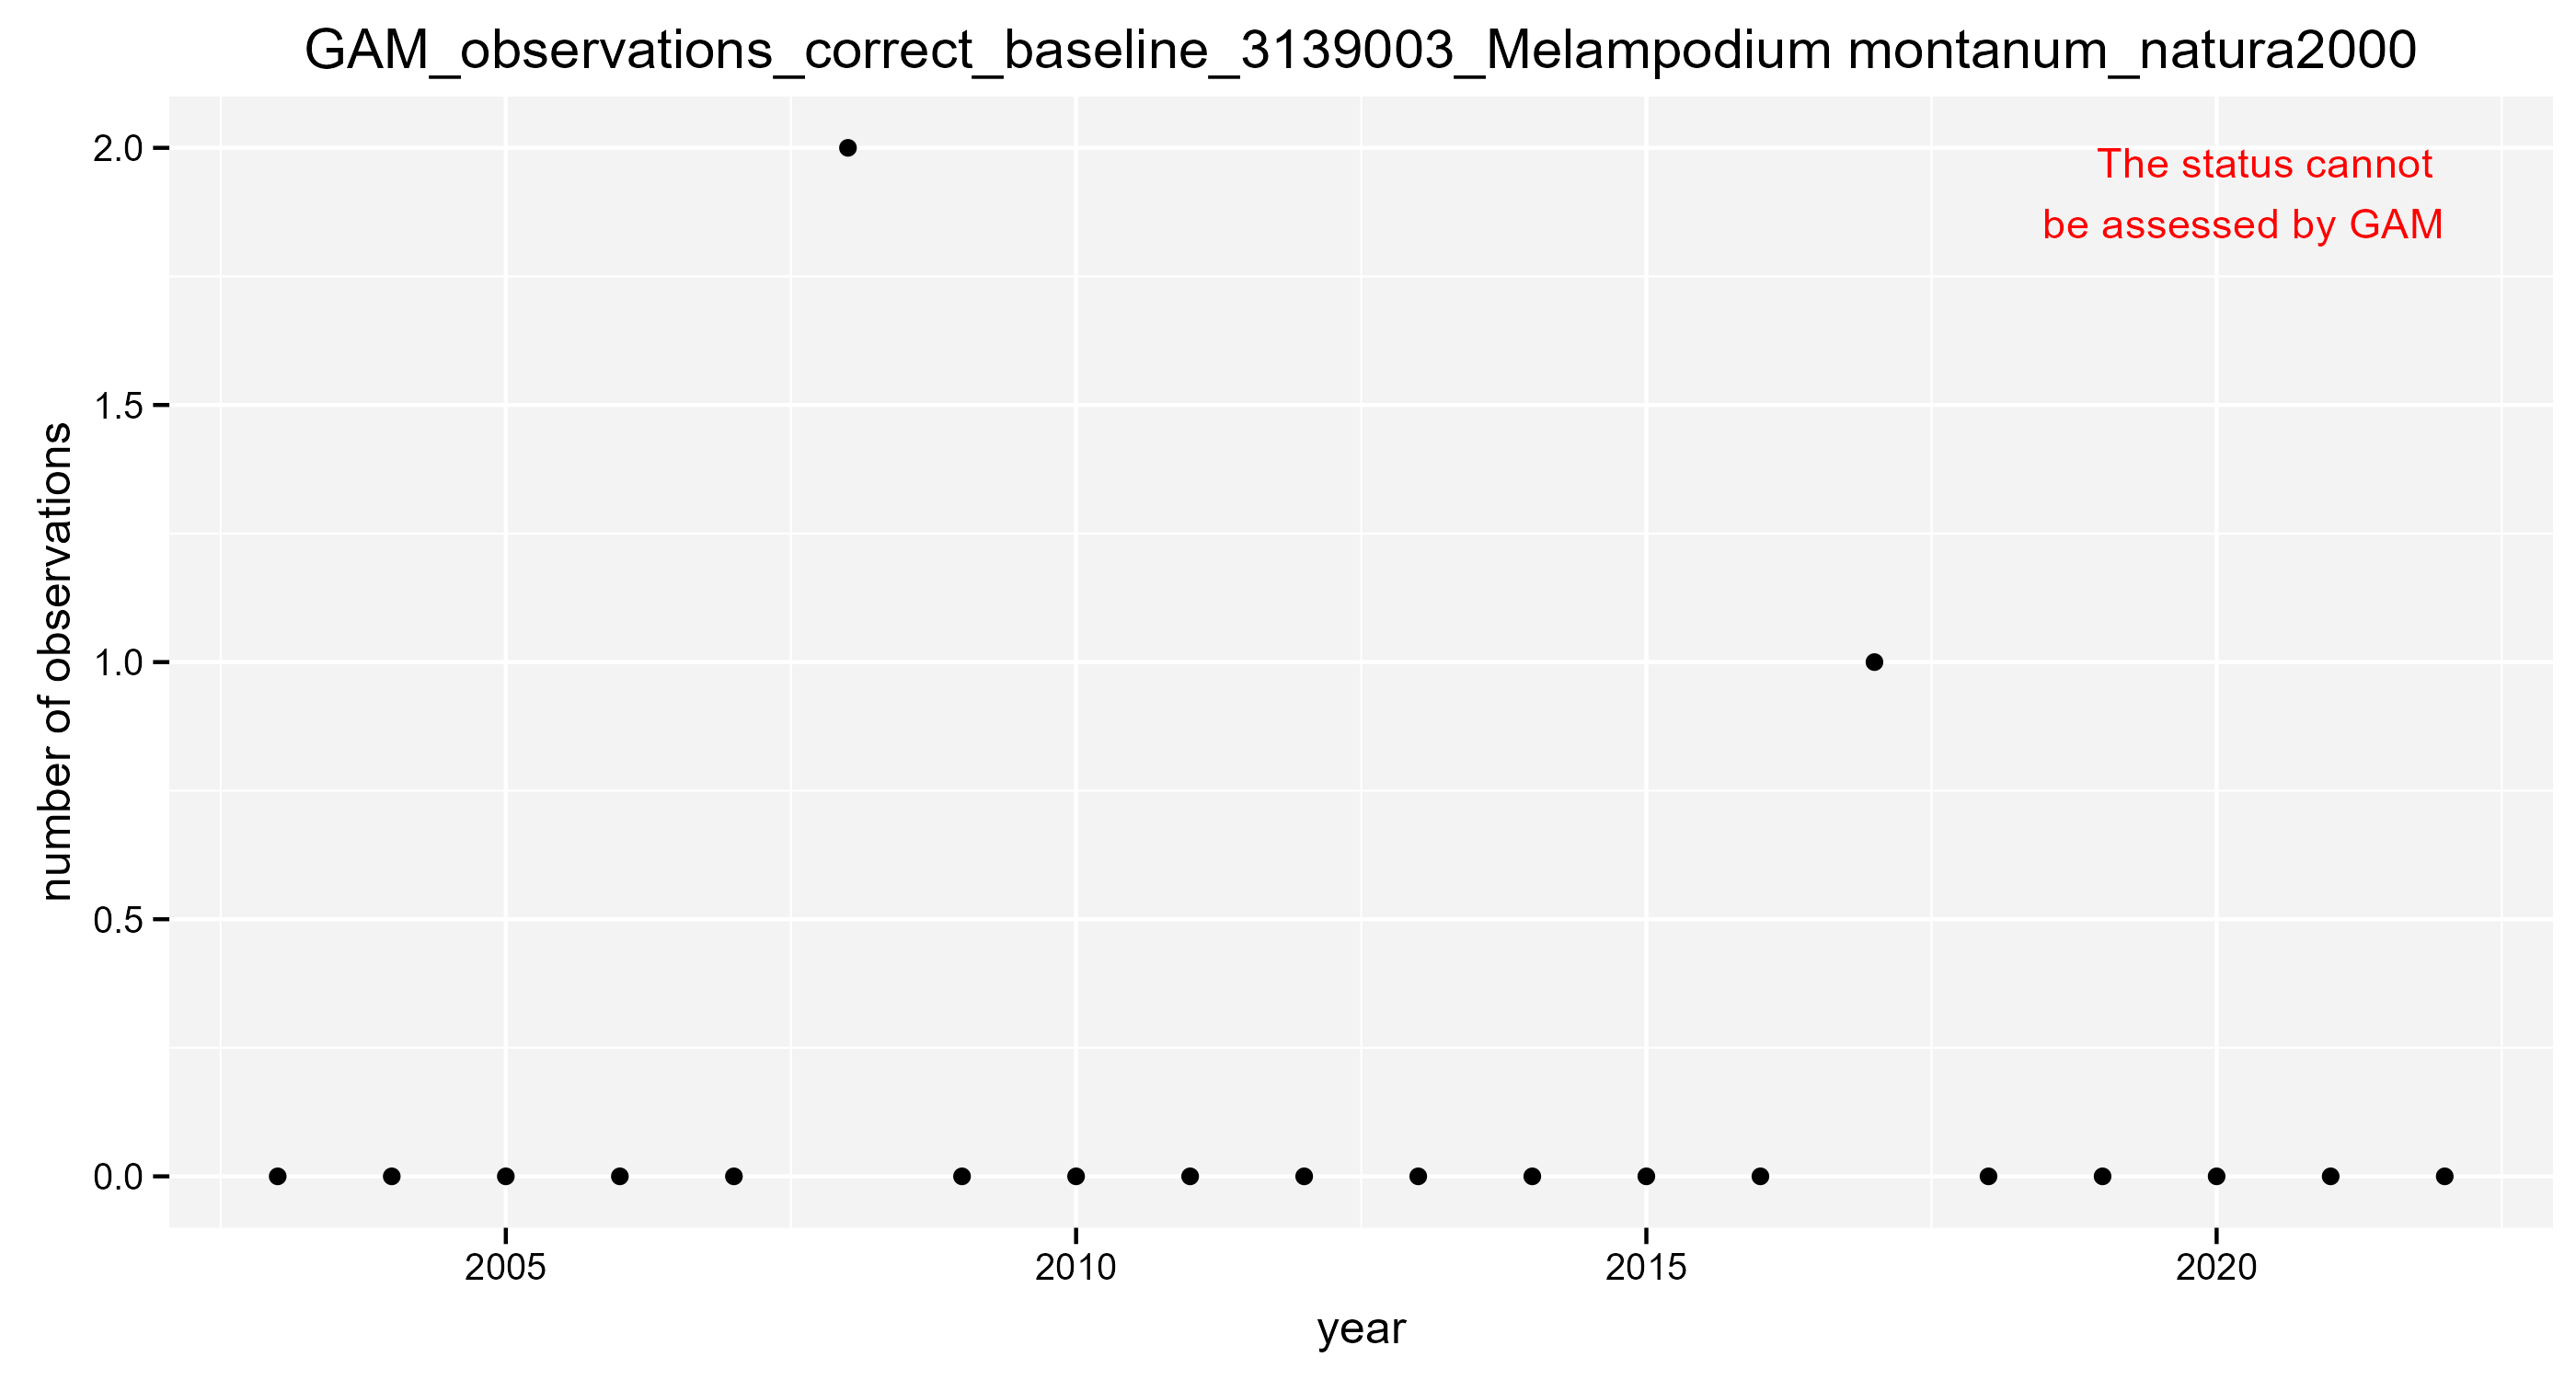 GAM_observations_correct_baseline_3139003_Melampodium montanum_natura2000
The status cannot
be assessed by GAM
number of observations
2.0
1.5
1.0
0.5
0.0
2005
2010
2015
2020
year